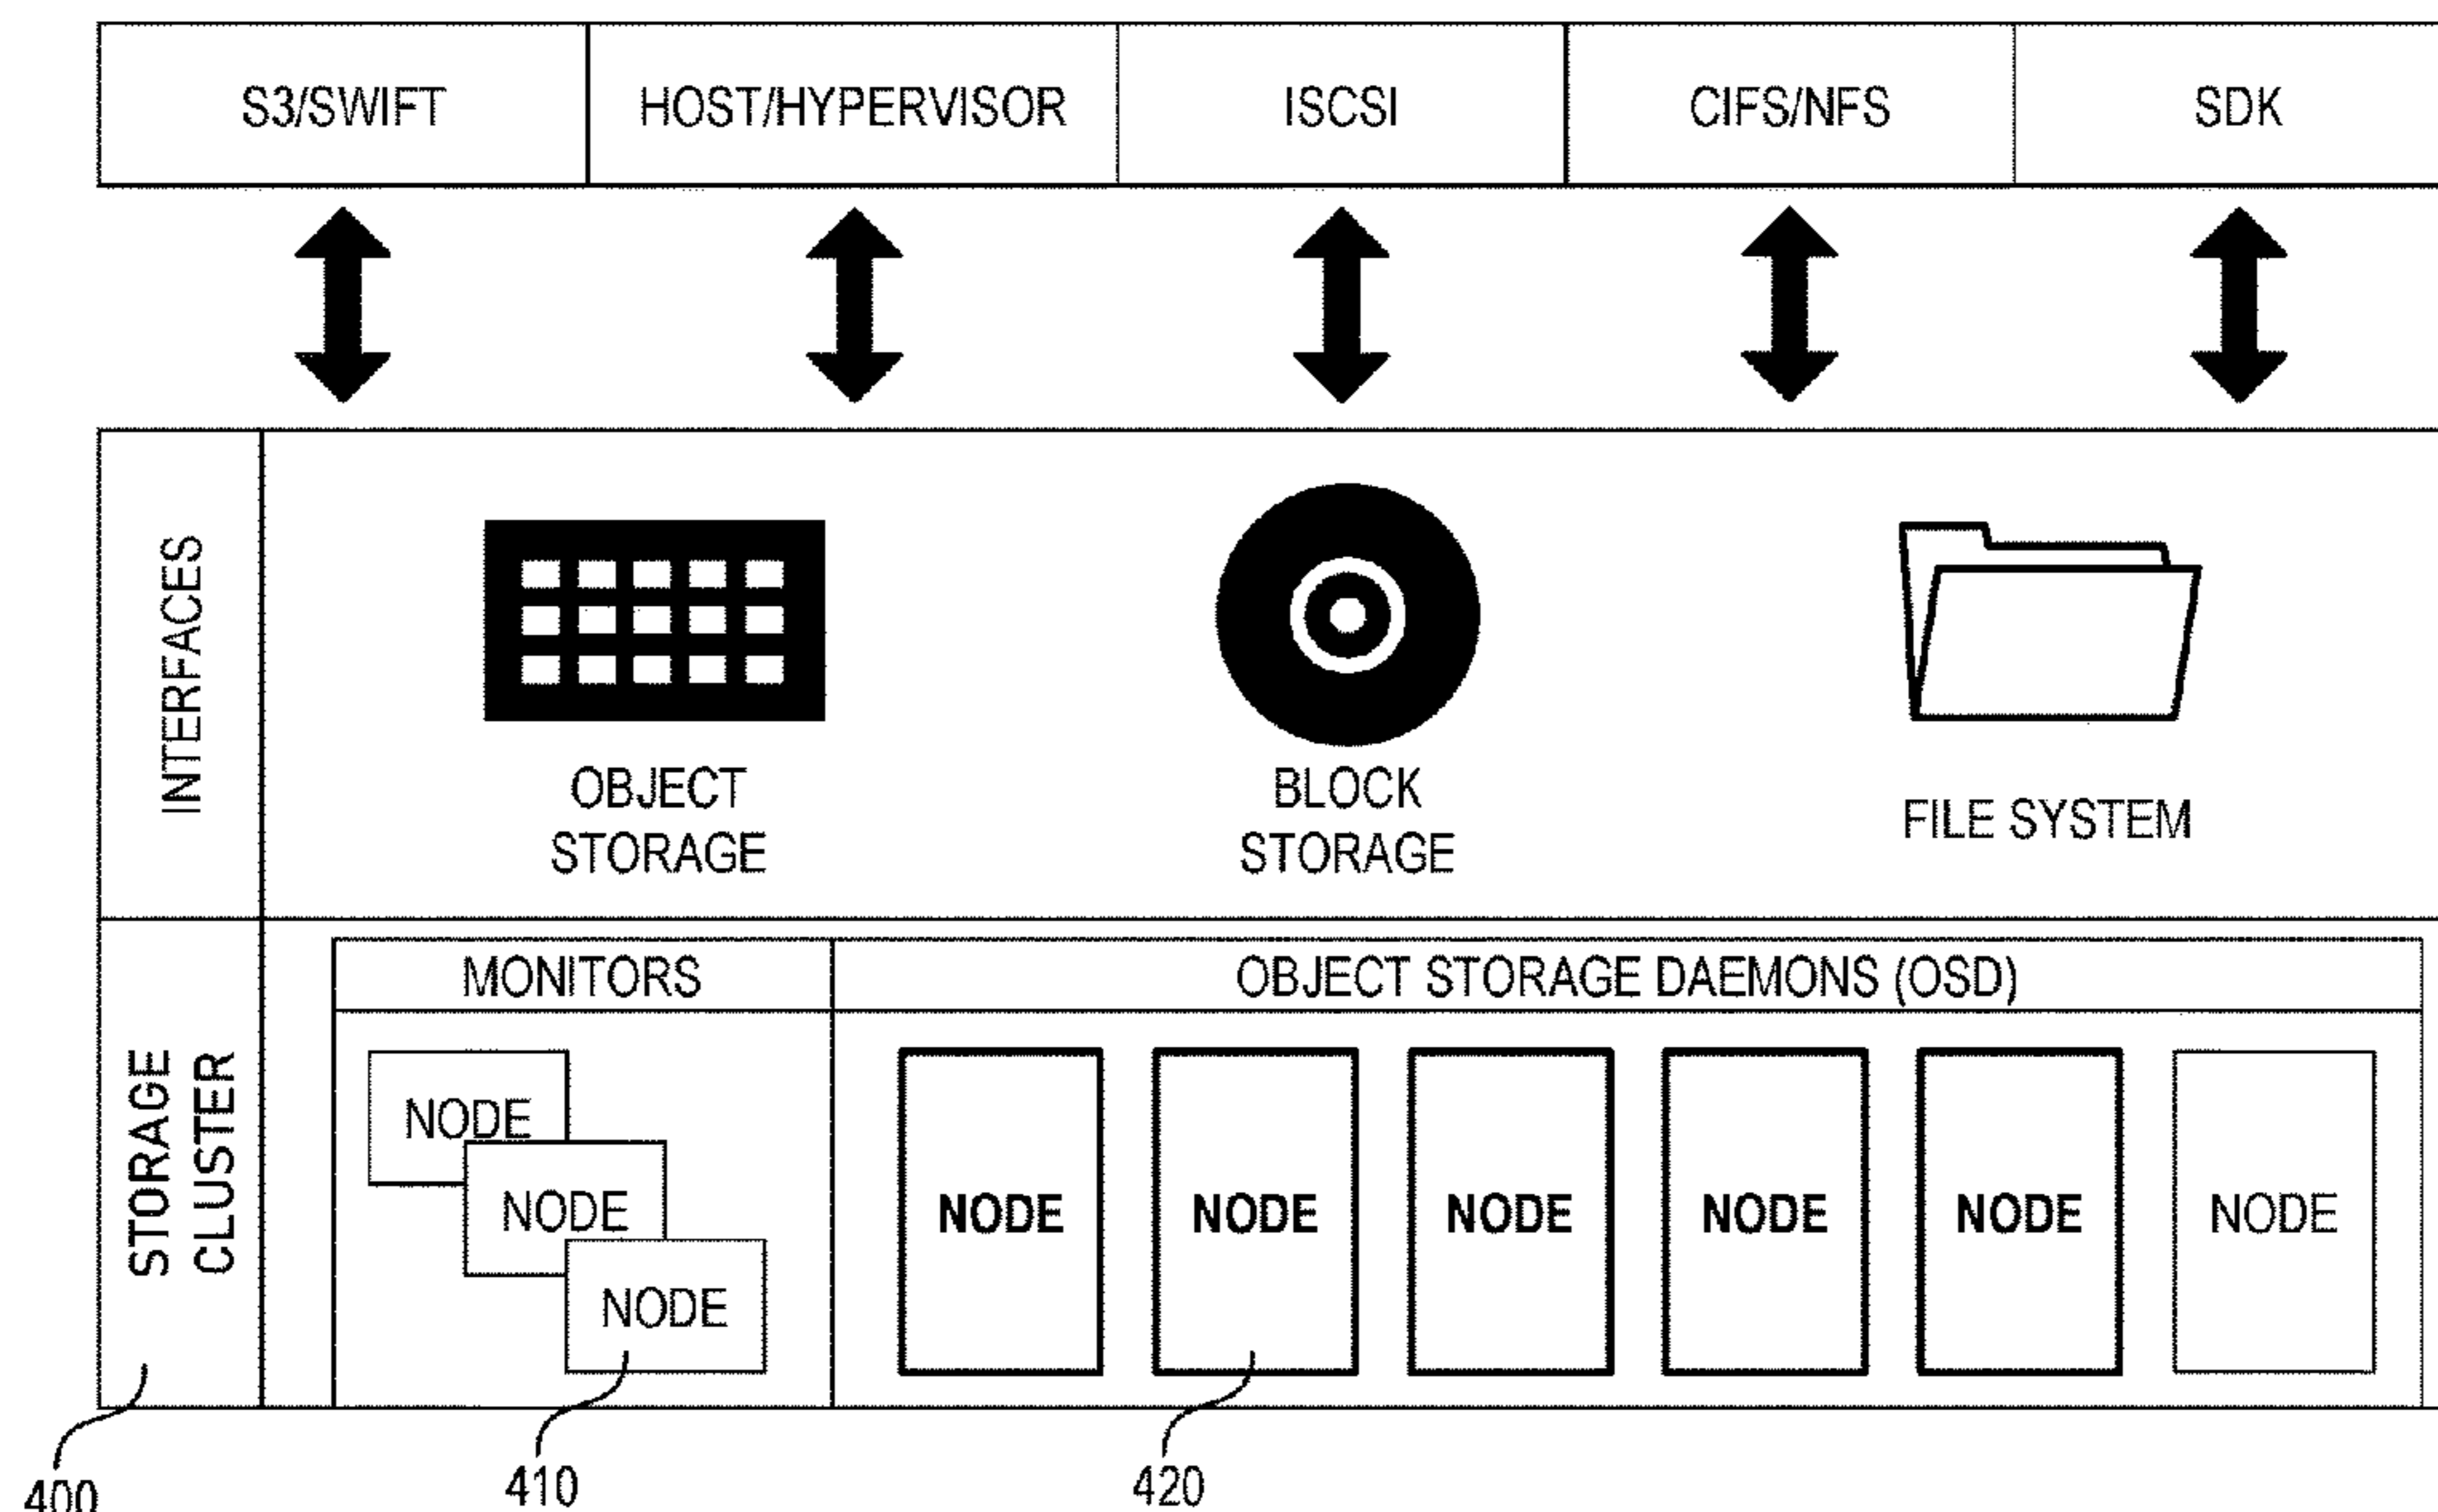 S3/SWIFT
HOST/HYPERVISOR
ISCSI
CIFS/NFS
SDK
INTERFACES
OBJECT
STORAGE
BLOCK
STORAGE
FILE SYSTEM
STORAGE
CLUSTER
MONITORS
OBJECT STORAGE DAEMONS (OSD)
NODE
NODE
NODE
NODE
NODE
NODE
NODE
NODE
NODE
400
410
420